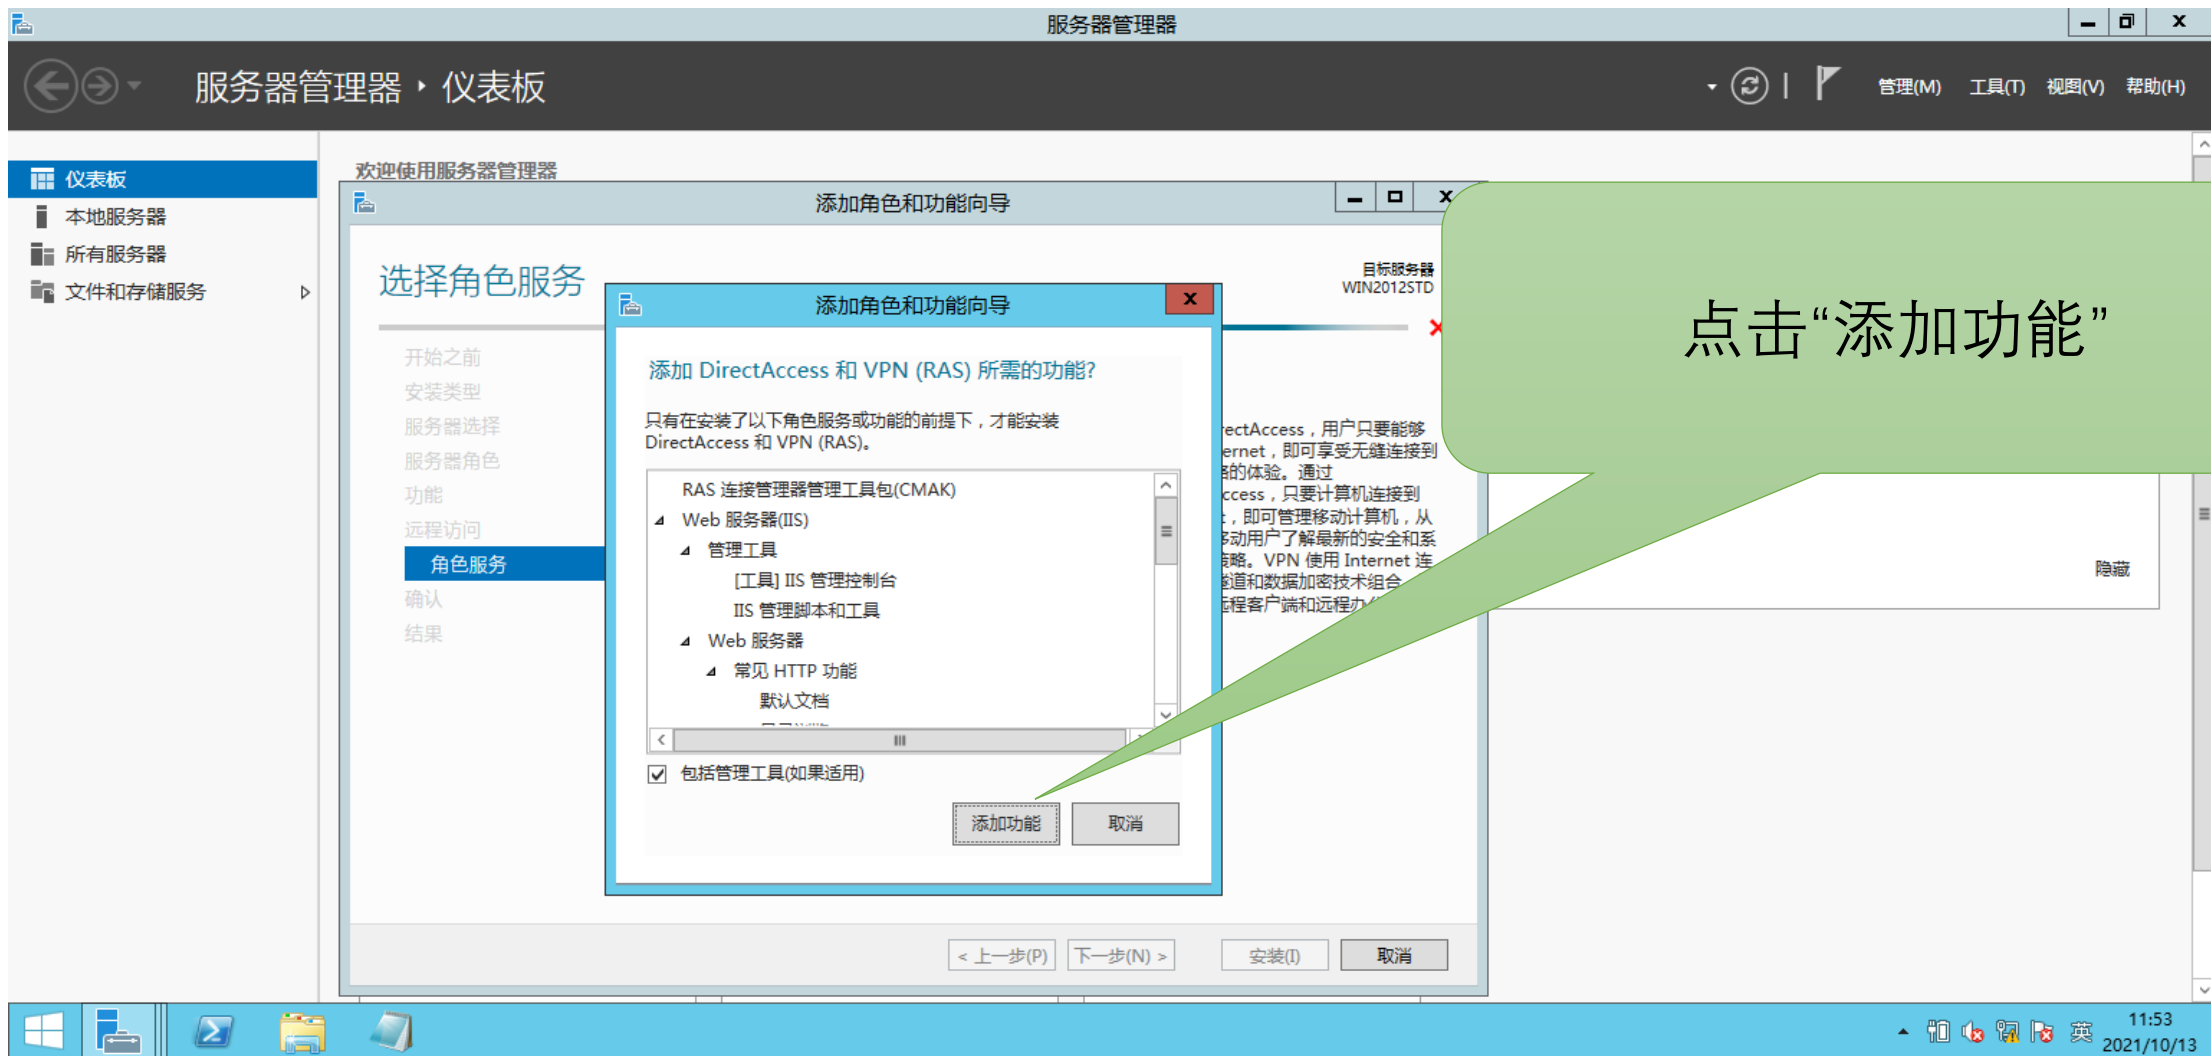 服务器管理器
服务器管理器 · 仪表板
管理(M) 工具(T) 视图(V) 帮助(H)
仪表板
本地服务器
所有服务器
文件和存储服务
欢迎使用服务器管理器
添加角色和功能向导
选择角色服务
目标服务器
WIN2012STD
开始之前
安装类型
服务器选择
服务器角色
功能
远程访问
角色服务
确认
结果
添加角色和功能向导
添加 DirectAccess 和 VPN (RAS) 所需的功能?
只有在安装了以下角色服务或功能的前提下，才能安装
DirectAccess 和 VPN (RAS)。
RAS 连接管理器管理工具包(CMAK)
Web 服务器(IIS)
管理工具
[工具] IIS 管理控制台
IIS 管理脚本和工具
Web 服务器
常见 HTTP 功能
默认文档
包括管理工具(如果适用)
添加功能 取消
ectAccess，用户只要能够
ernet，即可享受无缝连接到
的体验。通过
ccess，只要计算机连接到
，即可管理移动计算机，从
移动用户了解最新的安全和系
策略。VPN 使用 Internet 连
隧道和数据加密技术组合
远程客户端和远程办
点击“添加功能”
隐藏
< 上一步(P) 下一步(N) > 安装(I) 取消
英
11:53
2021/10/13